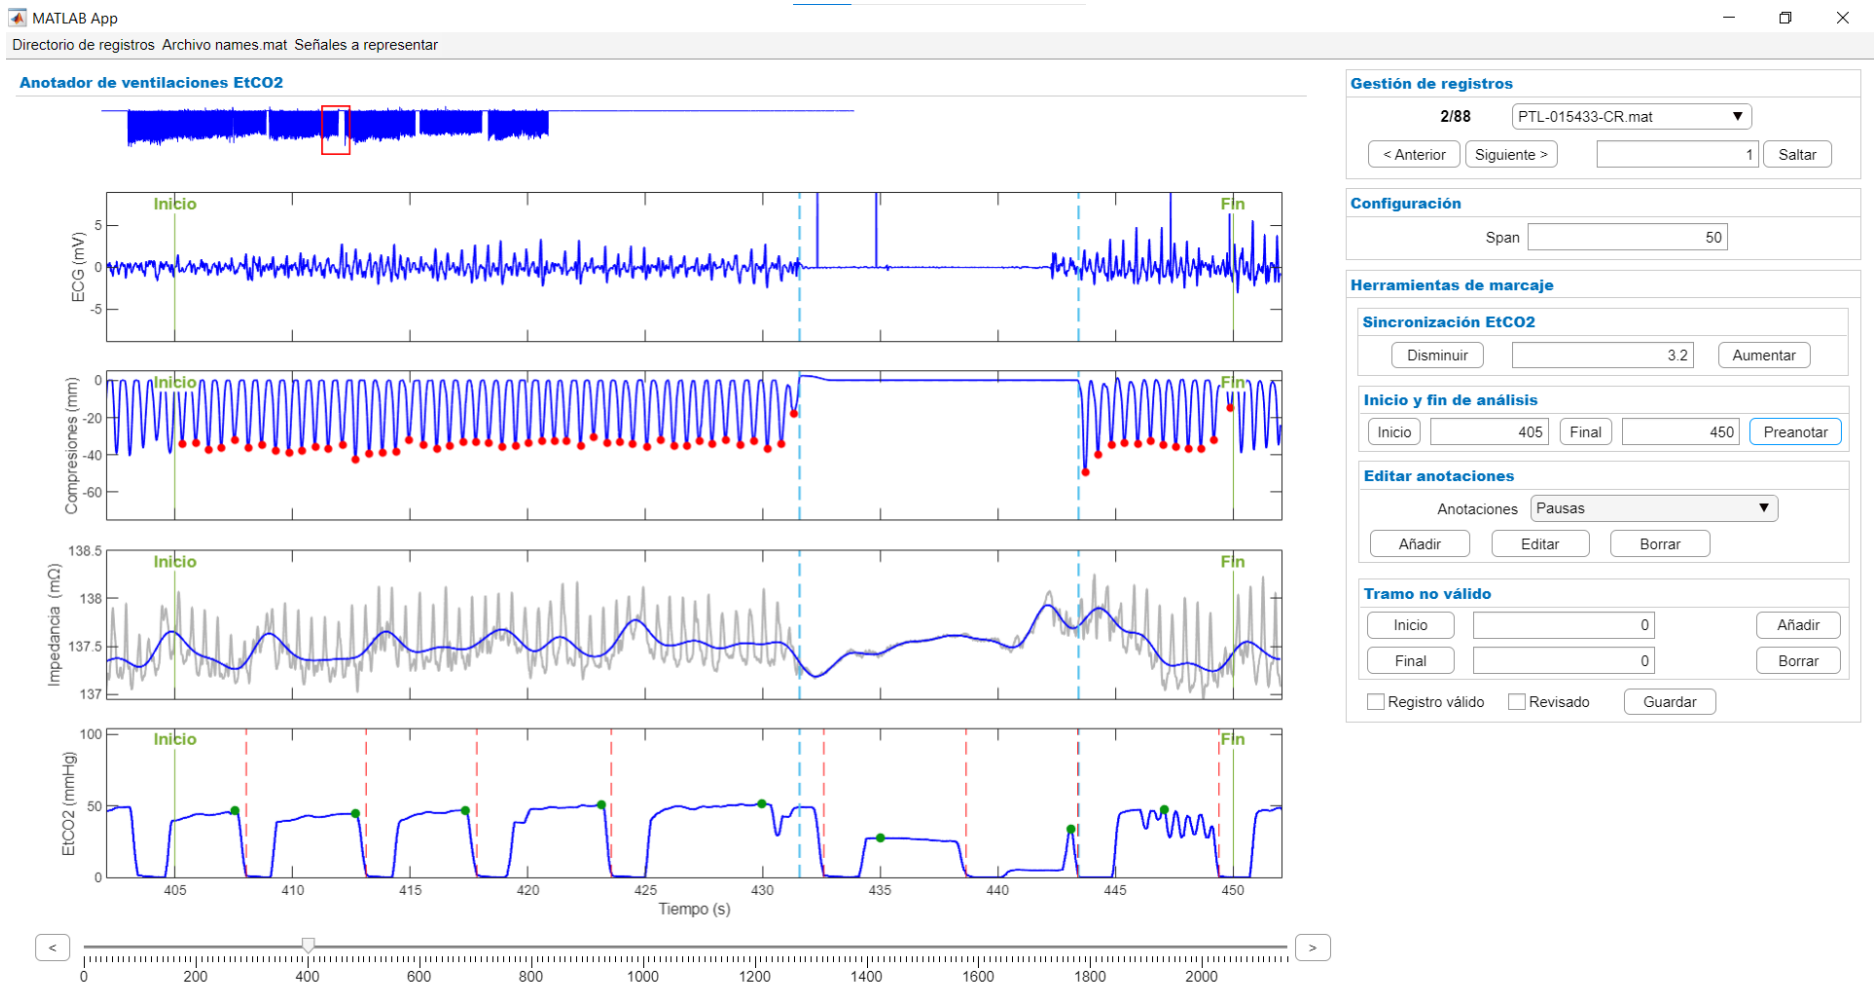 MATLAB App
Directorio de registros Archivo names.mat Señales a representar
Anotador de ventilaciones EtCO2
Inicio
Fin
5
0
-5
ECG (mV)
Inicio
Fin
0
-20
-40
-60
Compresiones (mm)
Inicio
Fin
138.5
138
137.5
137
Impedancia (mΩ)
Inicio
Fin
100
50
0
EtCO2 (mmHg)
405 410 415 420 425 430 435 440 445 450
Tiempo (s)
< >
0 200 400 600 800 1000 1200 1400 1600 1800 2000
Gestión de registros
2/88 PTL-015433-CR.mat
< Anterior Siguiente > 1 Saltar
Configuración
Span 50
Herramientas de marcaje
Sincronización EtCO2
Disminuir 3.2 Aumentar
Inicio y fin de análisis
Inicio 405 Final 450 Preanotar
Editar anotaciones
Anotaciones Pausas
Añadir Editar Borrar
Tramo no válido
Inicio 0 Añadir
Final 0 Borrar
Registro válido Revisado Guardar